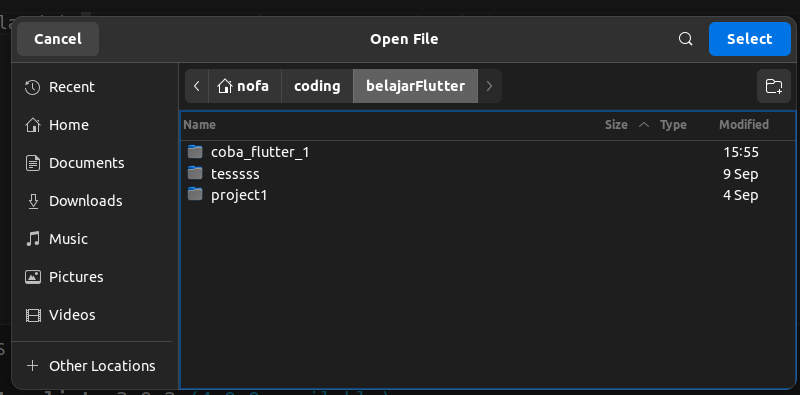 Cancel Open File Select
Recent
Home
Documents
Downloads
Music
Pictures
Videos
Other Locations
nofa coding belajarFlutter
Name Size Type Modified
coba_flutter_1 15:55
tesssss 9 Sep
project1 4 Sep